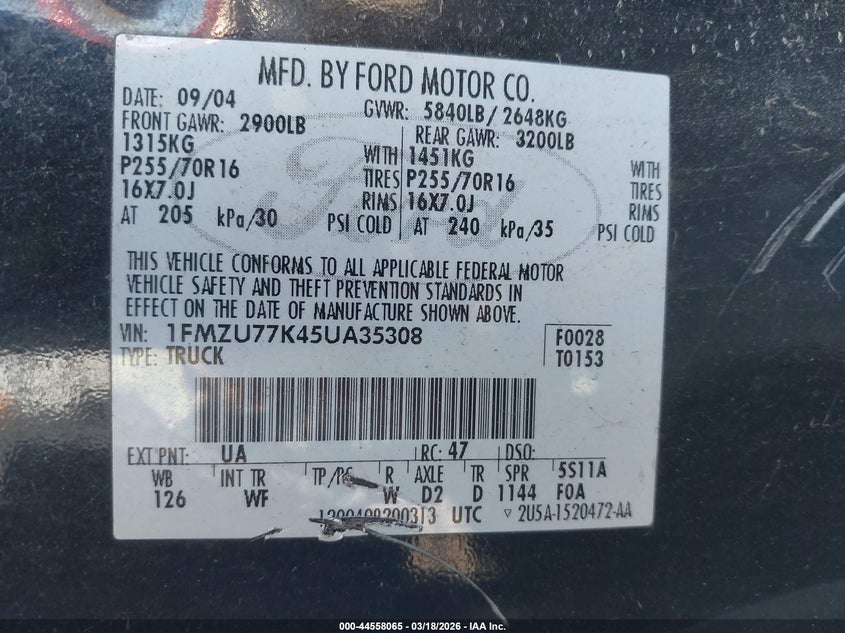 MFD. BY FORD MOTOR CO.
DATE: 09/04 GVWR: 5840LB/ 2648KG
FRONT GAWR: 2900LB REAR GAWR: 3200LB
1315KG WITH 1451KG WITH
P255/70R16 TIRES P255/70R16 TIRES
16X7.0J RIMS 16X7.0J RIMS
AT 205 kPa/30 PSI COLD AT 240 kPa/35 PSI COLD
Ford
THIS VEHICLE CONFORMS TO ALL APPLICABLE FEDERAL MOTOR
VEHICLE SAFETY AND THEFT PREVENTION STANDARDS IN
EFFECT ON THE DATE OF MANUFACTURE SHOWN ABOVE.
VIN: 1FMZU77K45UA35308 F0028
TYPE: TRUCK T0153
EXT PNT: UA RC: 47 DSO:
WB INT TR TP/PS R AXLE TR SPR 5S11A
126 WF W D2 D 1144 F0A
UTC ▽ 2U5A-1520472-AA
000-44558065 - 03/18/2026 - IAA Inc.